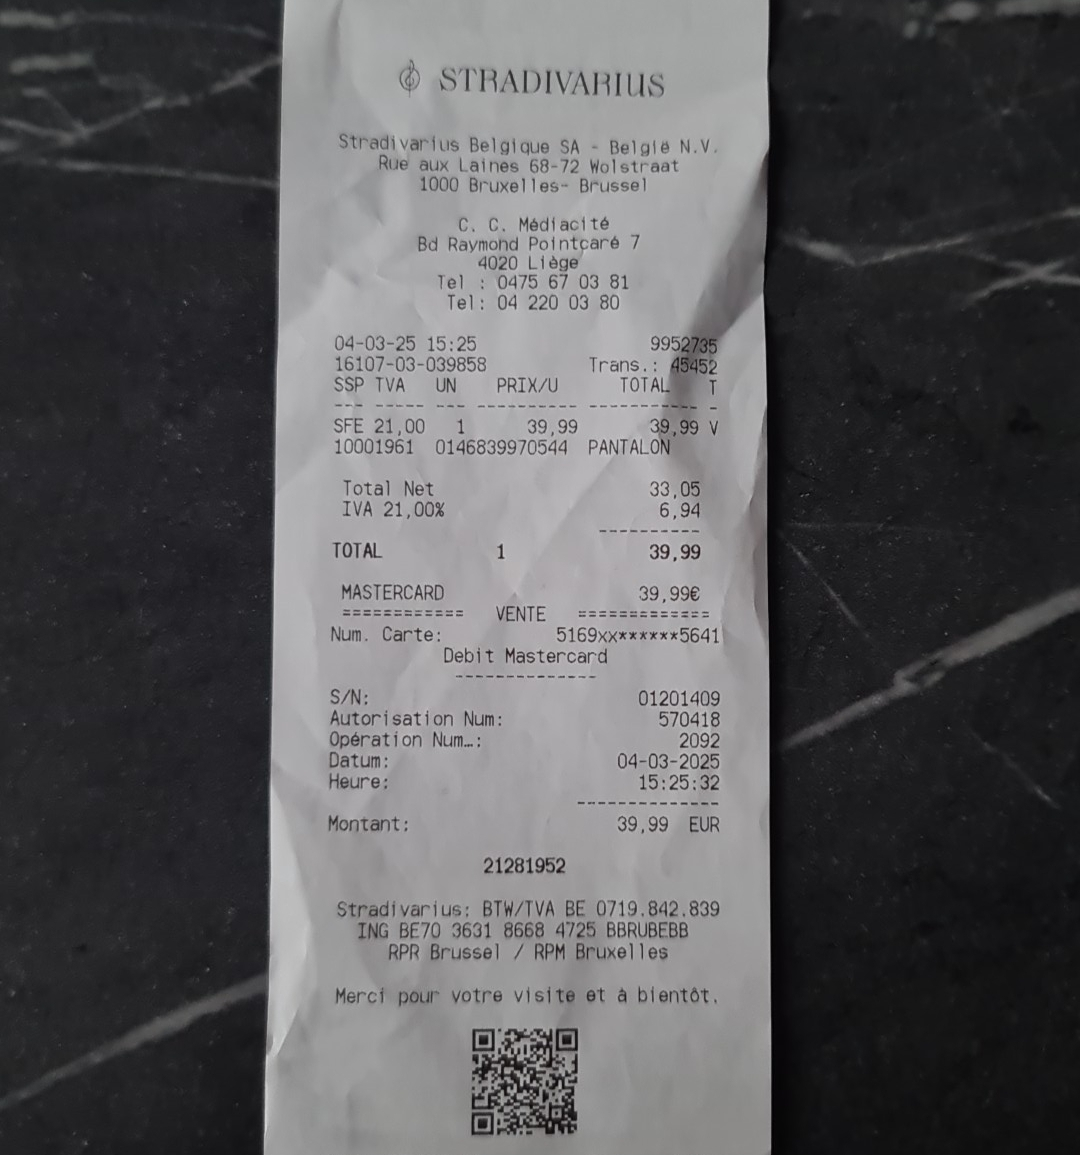 STRADIVARIUS
Stradivarius Belgique SA - België N.V.
Rue aux Laines 68-72 Wolstraat
1000 Bruxelles- Brussel
C. C. Médiacité
Bd Raymond Pointcaré 7
4020 Liège
Tel : 0475 67 03 81
Tel: 04 220 03 80
04-03-25 15:25 9952735
16107-03-039858 Trans.: 45452
SSP TVA UN PRIX/U TOTAL T
--- ----- --- ---------- ----------- -
SFE 21,00 1 39,99 39,99 V
10001961 0146839970544 PANTALON
Total Net 33,05
IVA 21,00% 6,94
----------
TOTAL 1 39,99
MASTERCARD 39,99€
============ VENTE =============
Num. Carte: 5169xx******5641
Debit Mastercard
--------------
S/N: 01201409
Autorisation Num: 570418
Opération Num…: 2092
Datum: 04-03-2025
Heure: 15:25:32
--------------
Montant: 39,99 EUR
21281952
Stradivarius: BTW/TVA BE 0719.842.839
ING BE70 3631 8668 4725 BBRUBEBB
RPR Brussel / RPM Bruxelles
Merci pour votre visite et à bientôt.